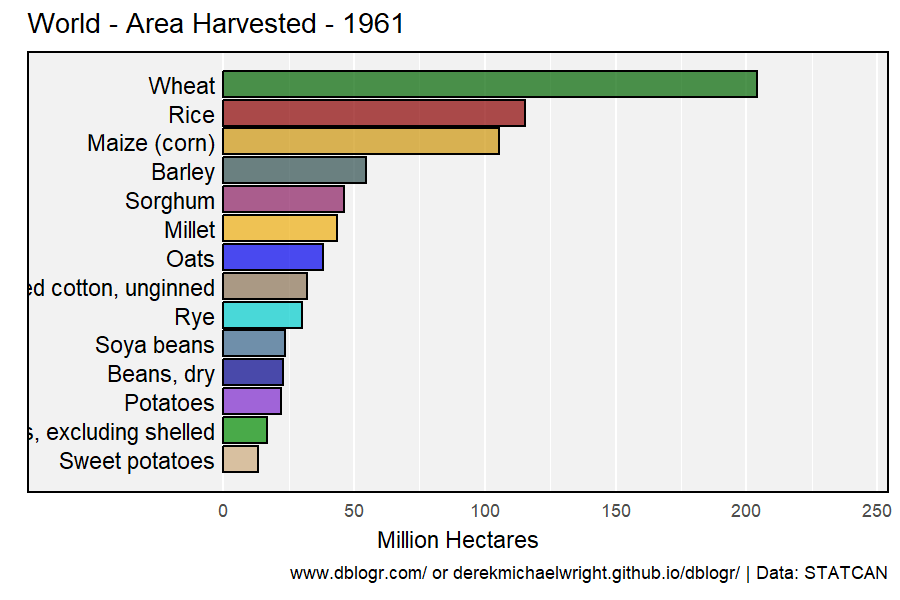 World - Area Harvested - 1961
Wheat
Rice
Maize (corn)
Barley
Sorghum
Millet
Oats
ed cotton, unginned
Rye
Soya beans
Beans, dry
Potatoes
s, excluding shelled
Sweet potatoes
0 50 100 150 200 250
Million Hectares
www.dblogr.com/ or derekmichaelwright.github.io/dblogr/ | Data: STATCAN